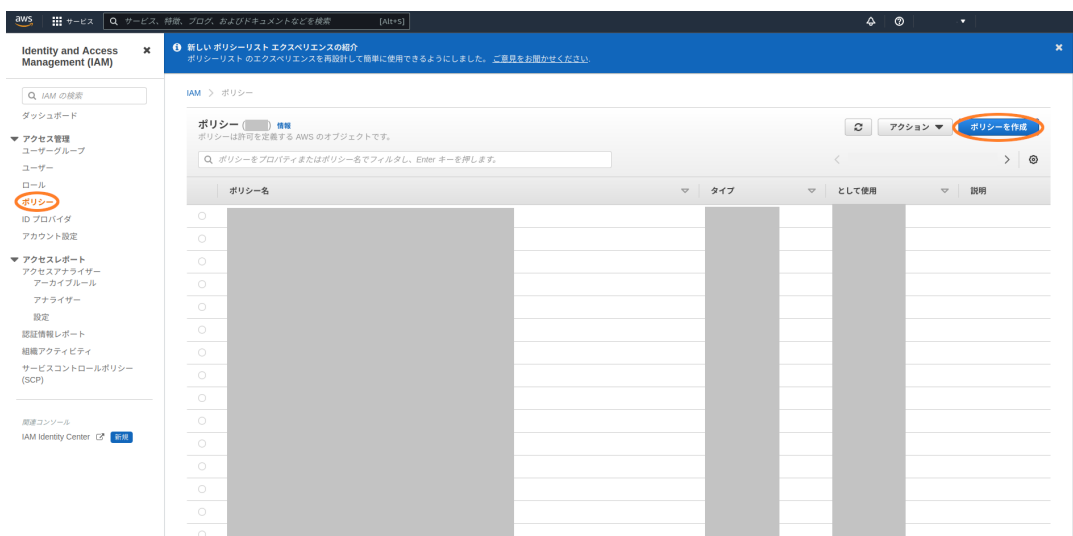 aws サービス サービス、特徴、ブログ、およびドキュメントなどを検索 [Alt+S]
Identity and Access Management (IAM)
IAM の検索
ダッシュボード
アクセス管理
ユーザーグループ
ユーザー
ロール
ポリシー
ID プロバイダ
アカウント設定
アクセスレポート
アクセスアナライザー
アーカイブルール
アナライザー
設定
認証情報レポート
組織アクティビティ
サービスコントロールポリシー
(SCP)
関連コンソール
IAM Identity Center 新規
新しい ポリシーリスト エクスペリエンスの紹介
ポリシーリスト のエクスペリエンスを再設計して簡単に使用できるようにしました。 ご意見をお聞かせください.
IAM > ポリシー
ポリシー ( ) 情報
ポリシーは許可を定義する AWS のオブジェクトです。
アクション ポリシーを作成
ポリシーをプロパティまたはポリシー名でフィルタし、Enter キーを押します。
ポリシー名 タイプ として使用 説明